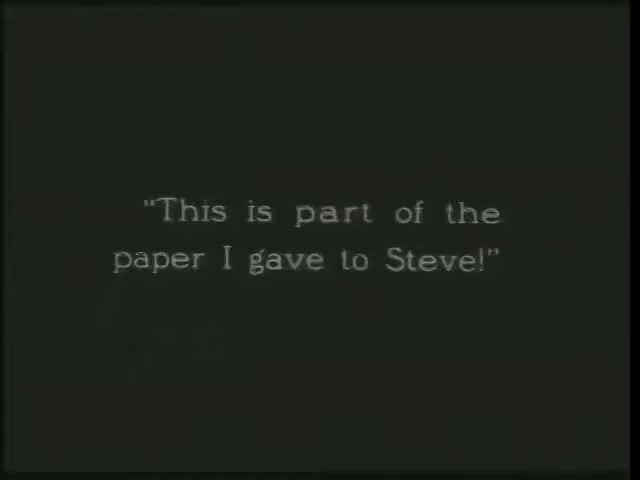 "This is part of the
paper I gave to Steve!"